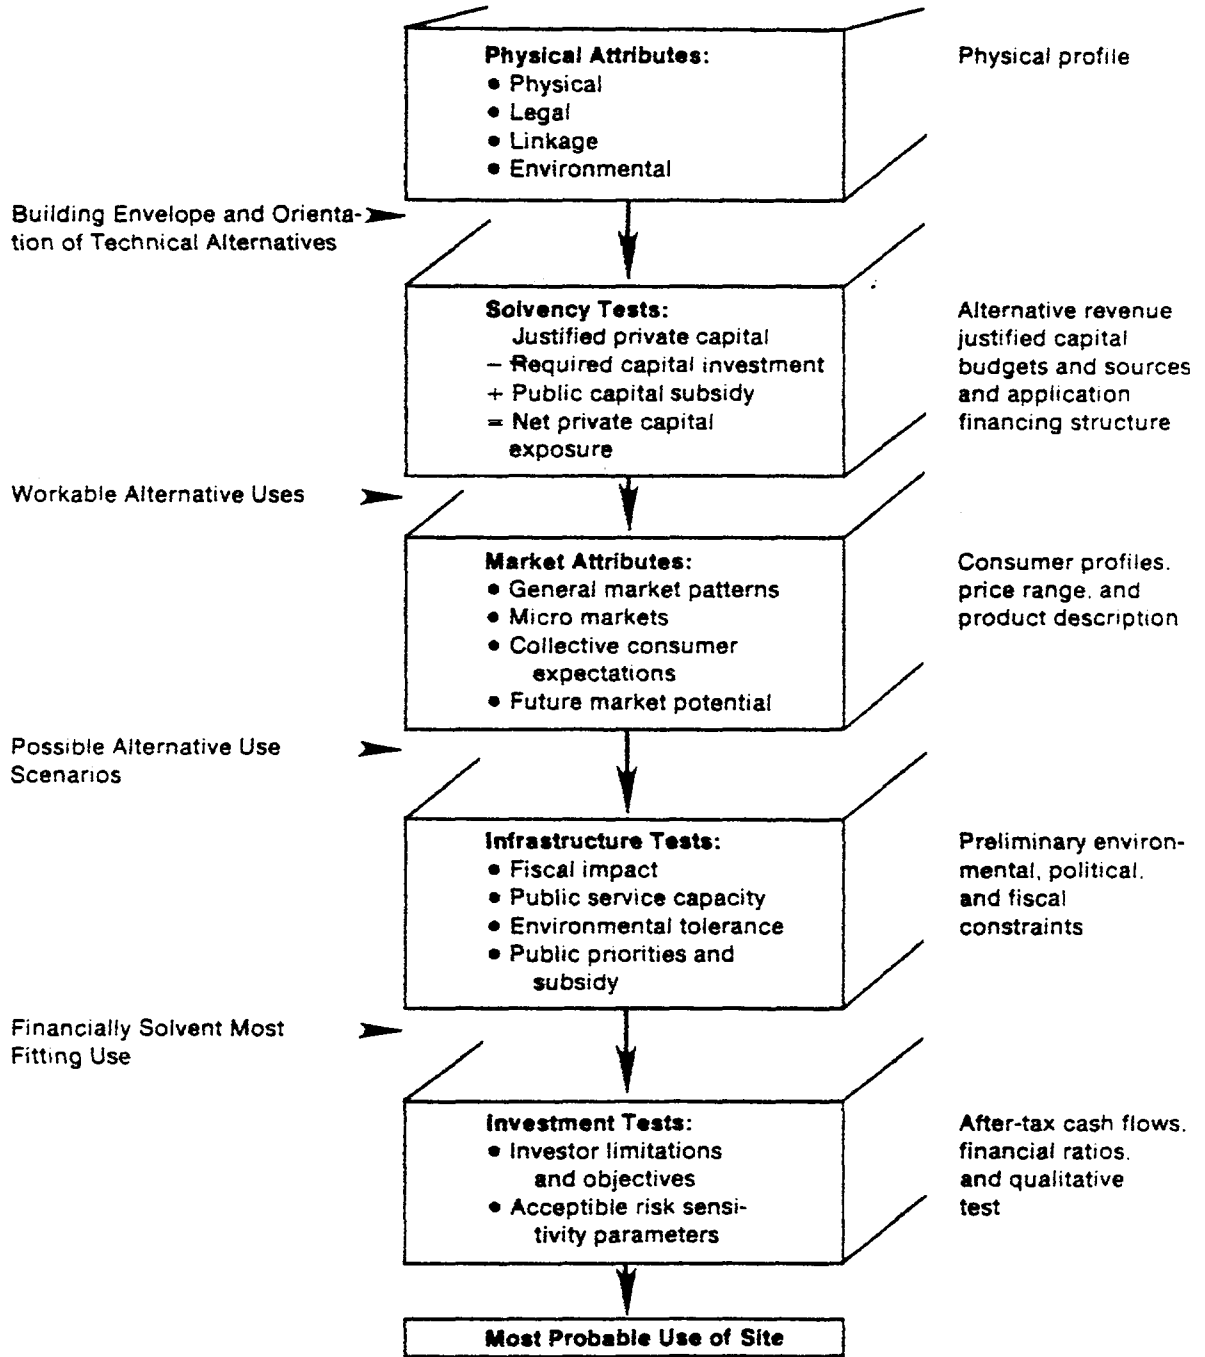 Physical Attributes:
• Physical
• Legal
• Linkage
• Environmental
Physical profile
Building Envelope and Orienta-
tion of Technical Alternatives
Solvency Tests:
Justified private capital
– Required capital investment
+ Public capital subsidy
= Net private capital
exposure
Alternative revenue
justified capital
budgets and sources
and application
financing structure
Workable Alternative Uses
Market Attributes:
• General market patterns
• Micro markets
• Collective consumer
expectations
• Future market potential
Consumer profiles,
price range, and
product description
Possible Alternative Use
Scenarios
Infrastructure Tests:
• Fiscal impact
• Public service capacity
• Environmental tolerance
• Public priorities and
subsidy
Preliminary environ-
mental, political,
and fiscal
constraints
Financially Solvent Most
Fitting Use
Investment Tests:
• Investor limitations
and objectives
• Acceptible risk sensi-
tivity parameters
After-tax cash flows,
financial ratios,
and qualitative
test
Most Probable Use of Site